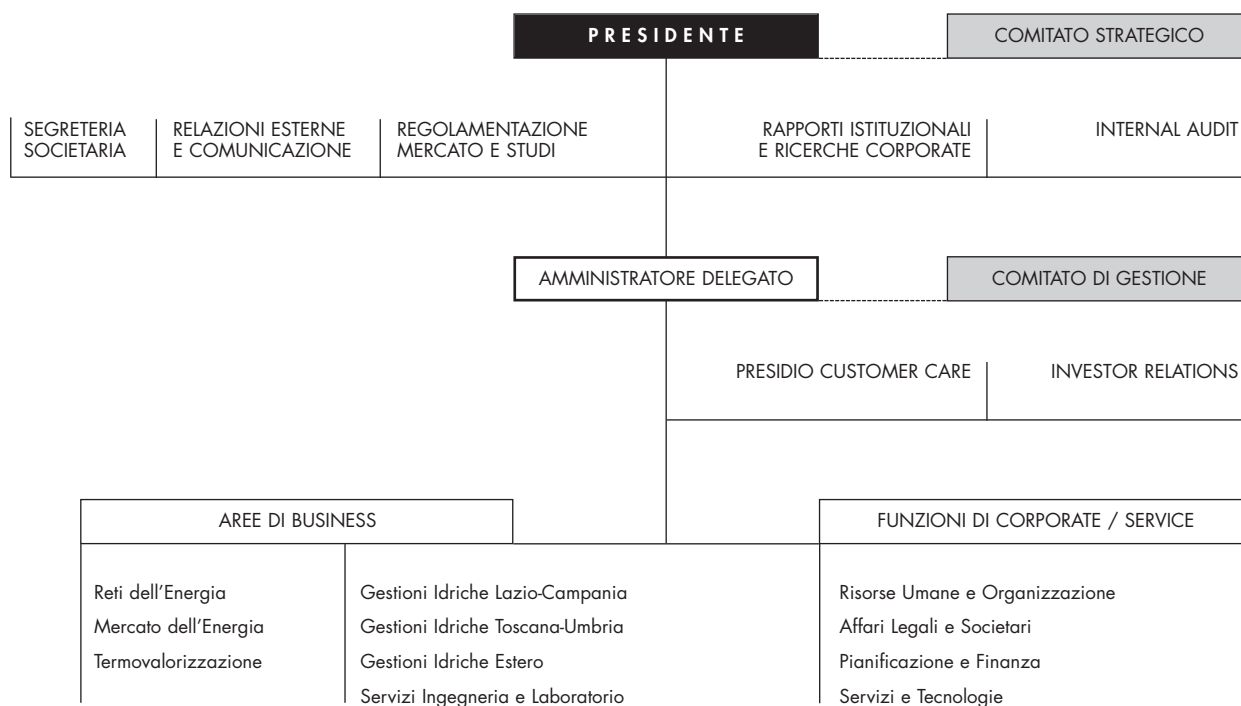 PRESIDENTE
COMITATO STRATEGICO
SEGRETERIA
SOCIETARIA
RELAZIONI ESTERNE
E COMUNICAZIONE
REGOLAMENTAZIONE
MERCATO E STUDI
RAPPORTI ISTITUZIONALI
E RICERCHE CORPORATE
INTERNAL AUDIT
AMMINISTRATORE DELEGATO
COMITATO DI GESTIONE
PRESIDIO CUSTOMER CARE
INVESTOR RELATIONS
AREE DI BUSINESS
Reti dell'Energia
Mercato dell'Energia
Termovalorizzazione
Gestioni Idriche Lazio-Campania
Gestioni Idriche Toscana-Umbria
Gestioni Idriche Estero
Servizi Ingegneria e Laboratorio
FUNZIONI DI CORPORATE / SERVICE
Risorse Umane e Organizzazione
Affari Legali e Societari
Pianificazione e Finanza
Servizi e Tecnologie